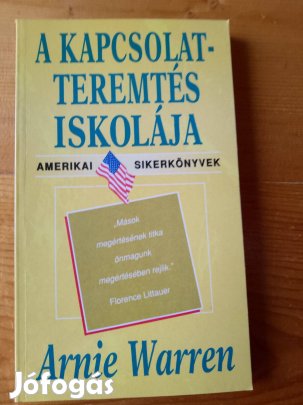 A KAPCSOLAT-
TEREMTÉS
ISKOLÁJA
AMERIKAI SIKERKÖNYVEK
„Mások
megértésének titka
önmagunk
megértésében rejlik."
Florence Littauer
Arnie Warren
Jófogás